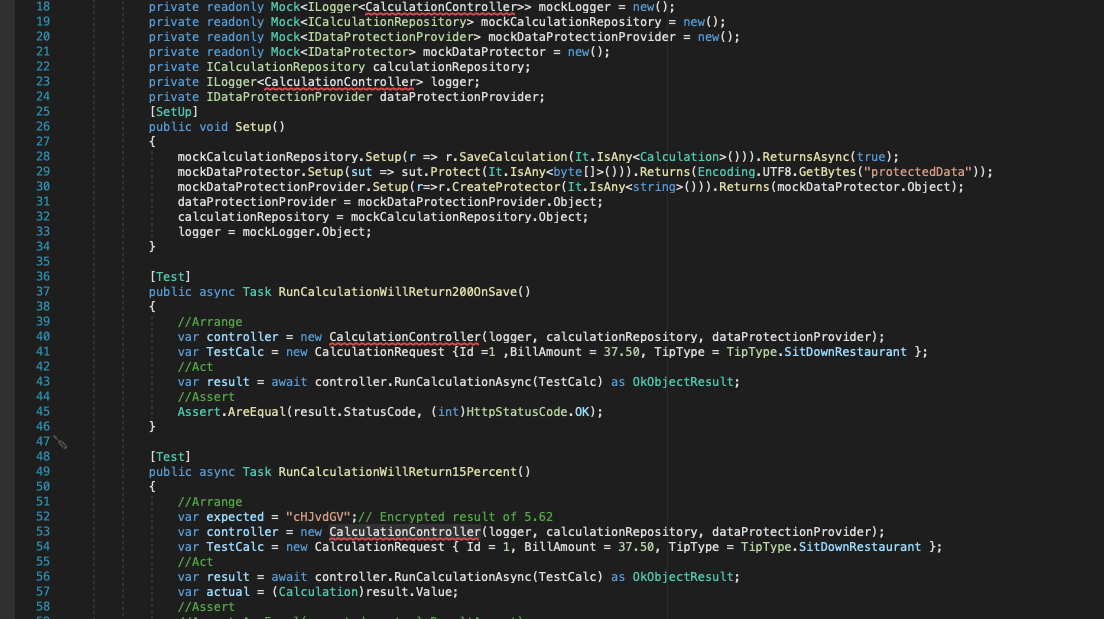 18 private readonly Mock<ILogger<CalculationController>> mockLogger = new();
19 private readonly Mock<ICalculationRepository> mockCalculationRepository = new();
20 private readonly Mock<IDataProtectionProvider> mockDataProtectionProvider = new();
21 private readonly Mock<IDataProtector> mockDataProtector = new();
22 private ICalculationRepository calculationRepository;
23 private ILogger<CalculationController> logger;
24 private IDataProtectionProvider dataProtectionProvider;
25 [SetUp]
26 public void Setup()
27 {
28 mockCalculationRepository.Setup(r => r.SaveCalculation(It.IsAny<Calculation>())).ReturnsAsync(true);
29 mockDataProtector.Setup(sut => sut.Protect(It.IsAny<byte[]>())).Returns(Encoding.UTF8.GetBytes("protectedData"));
30 mockDataProtectionProvider.Setup(r=>r.CreateProtector(It.IsAny<string>())).Returns(mockDataProtector.Object);
31 dataProtectionProvider = mockDataProtectionProvider.Object;
32 calculationRepository = mockCalculationRepository.Object;
33 logger = mockLogger.Object;
34 }
35
36 [Test]
37 public async Task RunCalculationWillReturn200OnSave()
38 {
39 //Arrange
40 var controller = new CalculationController(logger, calculationRepository, dataProtectionProvider);
41 var TestCalc = new CalculationRequest {Id =1 ,BillAmount = 37.50, TipType = TipType.SitDownRestaurant };
42 //Act
43 var result = await controller.RunCalculationAsync(TestCalc) as OkObjectResult;
44 //Assert
45 Assert.AreEqual(result.StatusCode, (int)HttpStatusCode.OK);
46 }
47
48 [Test]
49 public async Task RunCalculationWillReturn15Percent()
50 {
51 //Arrange
52 var expected = "cHJvdGV";// Encrypted result of 5.62
53 var controller = new CalculationController(logger, calculationRepository, dataProtectionProvider);
54 var TestCalc = new CalculationRequest { Id = 1, BillAmount = 37.50, TipType = TipType.SitDownRestaurant };
55 //Act
56 var result = await controller.RunCalculationAsync(TestCalc) as OkObjectResult;
57 var actual = (Calculation)result.Value;
58 //Assert